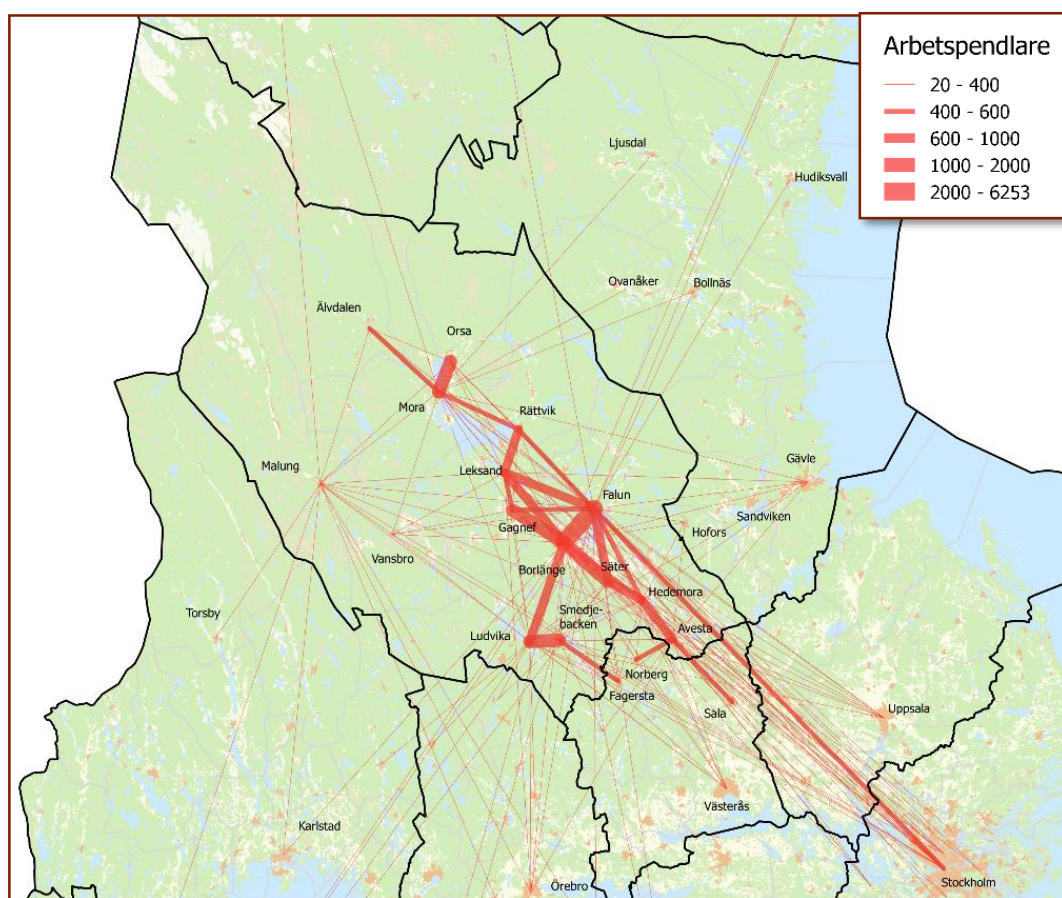 Arbetspendlare
20 - 400
400 - 600
600 - 1000
1000 - 2000
2000 - 6253
Ljusdal
Hudiksvall
Ovanåker
Bollnäs
Älvdalen
Orsa
Mora
Rättvik
Malung
Leksand
Gävle
Falun
Sandviken
Gagnef
Hofors
Vansbro
Borlänge
Säter
Hedemora
Torsby
Smedje-
backen
Ludvika
Avesta
Norberg
Fagersta
Sala
Uppsala
Västerås
Karlstad
Örebro
Stockholm